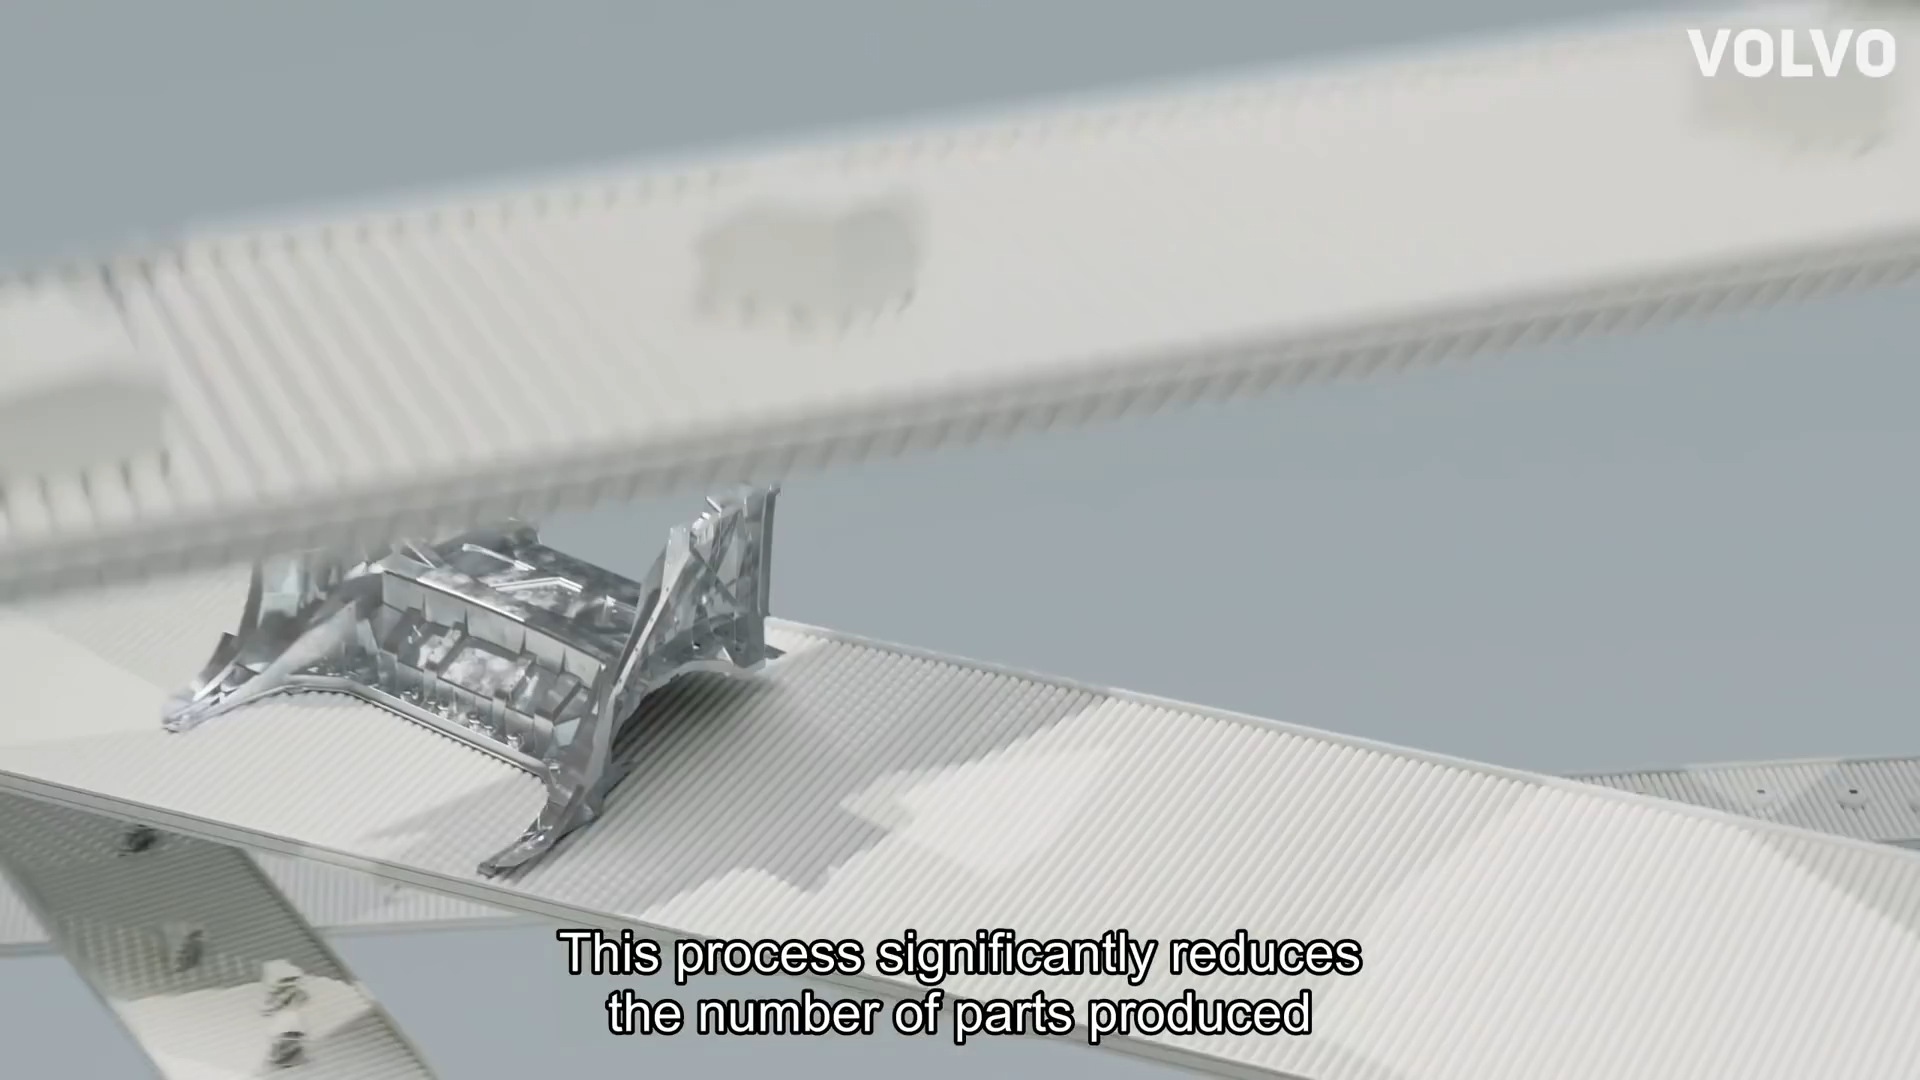 VOLVO
This process significantly reduces
the number of parts produced